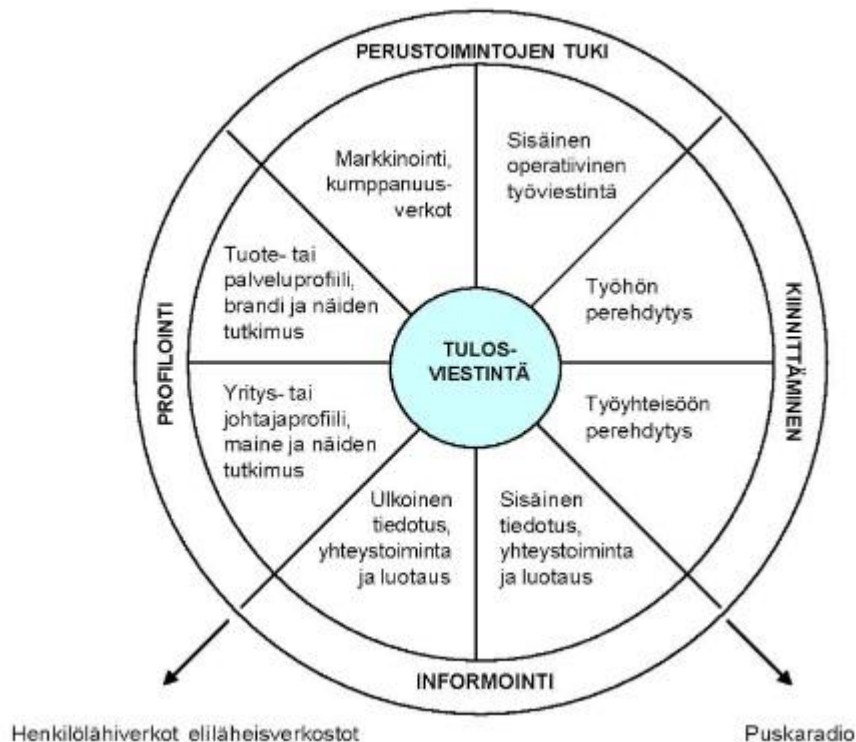 PERUSTOIMINTOJEN TUKI
Markkinointi,
kumppanuus-
verkot
Sisäinen
operatiivinen
työviestintä
Tuote- tai
palveluprofiili,
brandi ja näiden
tutkimus
Työhön
perehdytys
PROFILOINTI
TULOS-
VIESTINTÄ
KIINNITTÄMINEN
Yritys- tai
johtajaprofiili,
maine ja näiden
tutkimus
Työyhteisöön
perehdytys
Ulkoinen
tiedotus,
yhteystoiminta
ja luotaus
Sisäinen
tiedotus,
yhteystoiminta
ja luotaus
INFORMOINTI
Henkilölähiverkot eliläheisverkostot
Puskaradio